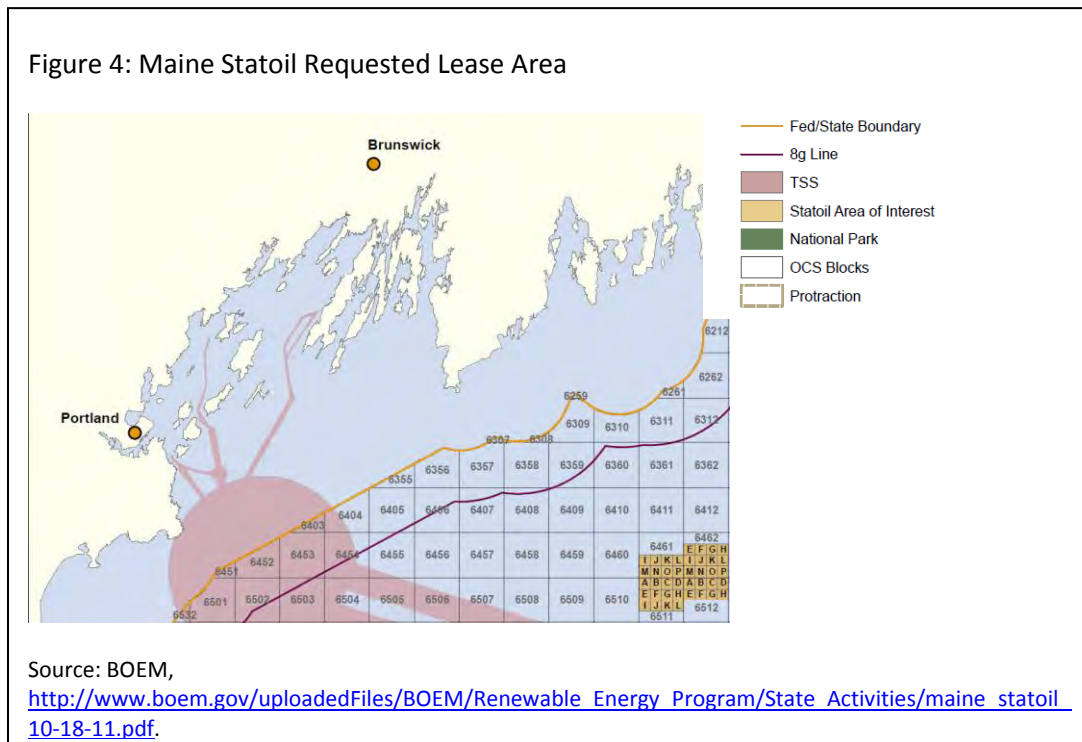 Figure 4: Maine Statoil Requested Lease Area
Brunswick
Portland
Fed/State Boundary
8g Line
TSS
Statoil Area of Interest
National Park
OCS Blocks
Protraction
6212
6262
6259 6261
6309 6310 6311 6312
6307 6308
6355 6356 6357 6358 6359 6360 6361 6362
6403 6404 6405 6406 6407 6408 6409 6410 6411 6412
6451 6452 6453 6454 6455 6456 6457 6458 6459 6460 6461 6462
E F G H
I J K L I J K L
M N O P M N O P
A B C D A B C D
E F G H E F G H
I J K L
6532 6501 6502 6503 6504 6505 6506 6507 6508 6509 6510 6511 6512
Source: BOEM,
http://www.boem.gov/uploadedFiles/BOEM/Renewable_Energy_Program/State_Activities/maine_statoil_
10-18-11.pdf.